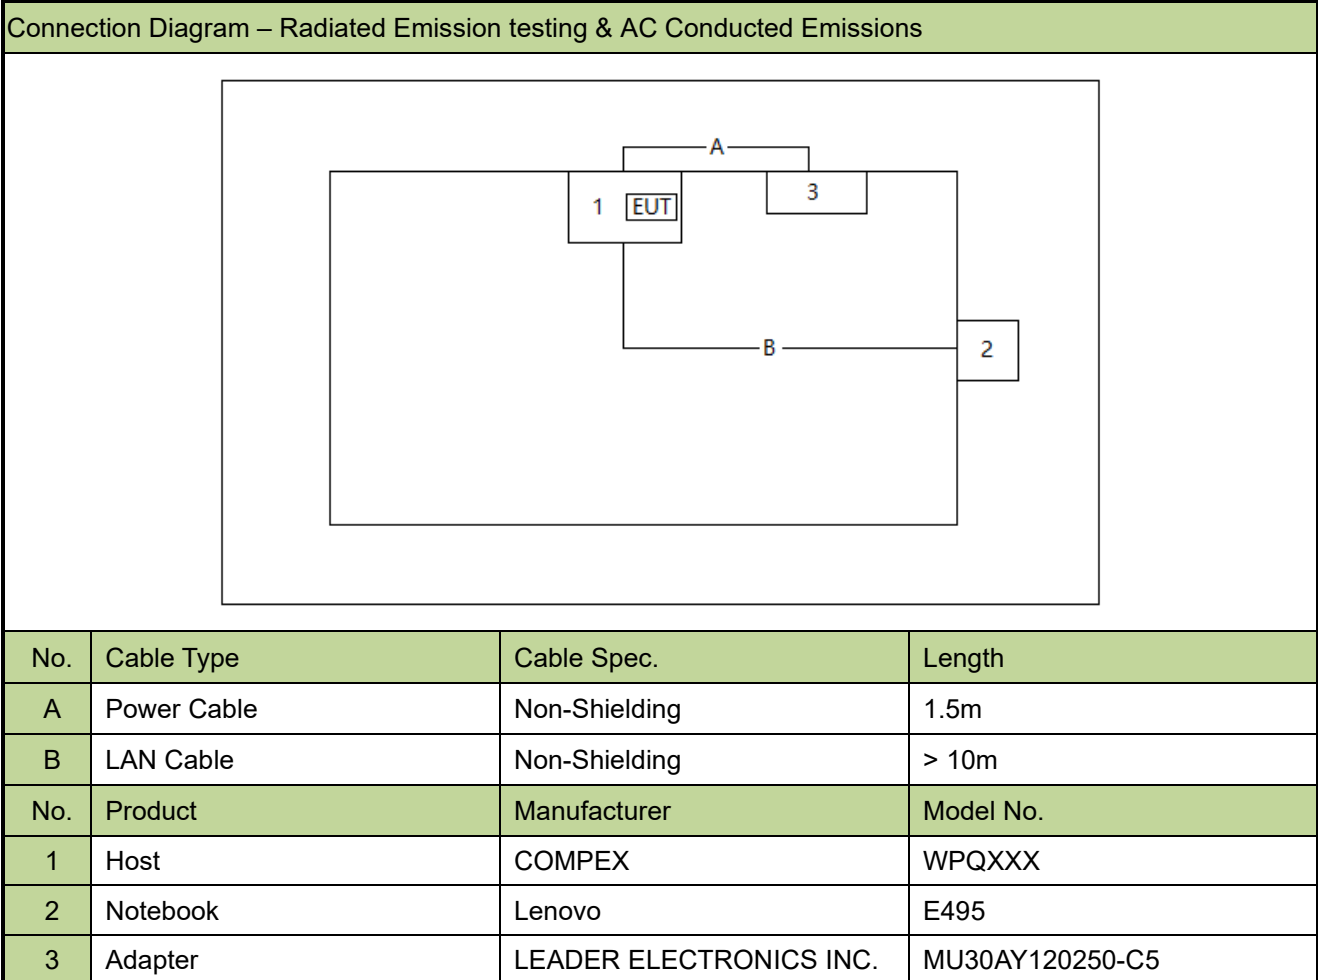 Connection Diagram – Radiated Emission testing & AC Conducted Emissions
A
1 EUT 3
B 2
No. Cable Type Cable Spec. Length
A Power Cable Non-Shielding 1.5m
B LAN Cable Non-Shielding > 10m
No. Product Manufacturer Model No.
1 Host COMPEX WPQXXX
2 Notebook Lenovo E495
3 Adapter LEADER ELECTRONICS INC. MU30AY120250-C5